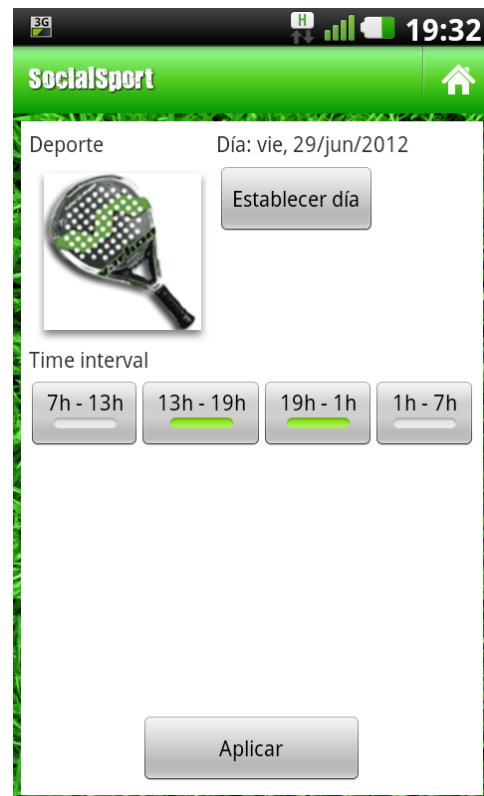 3G
H
19:32
SocialSport
Deporte
Día: vie, 29/jun/2012
Establecer día
Time interval
7h - 13h
13h - 19h
19h - 1h
1h - 7h
Aplicar